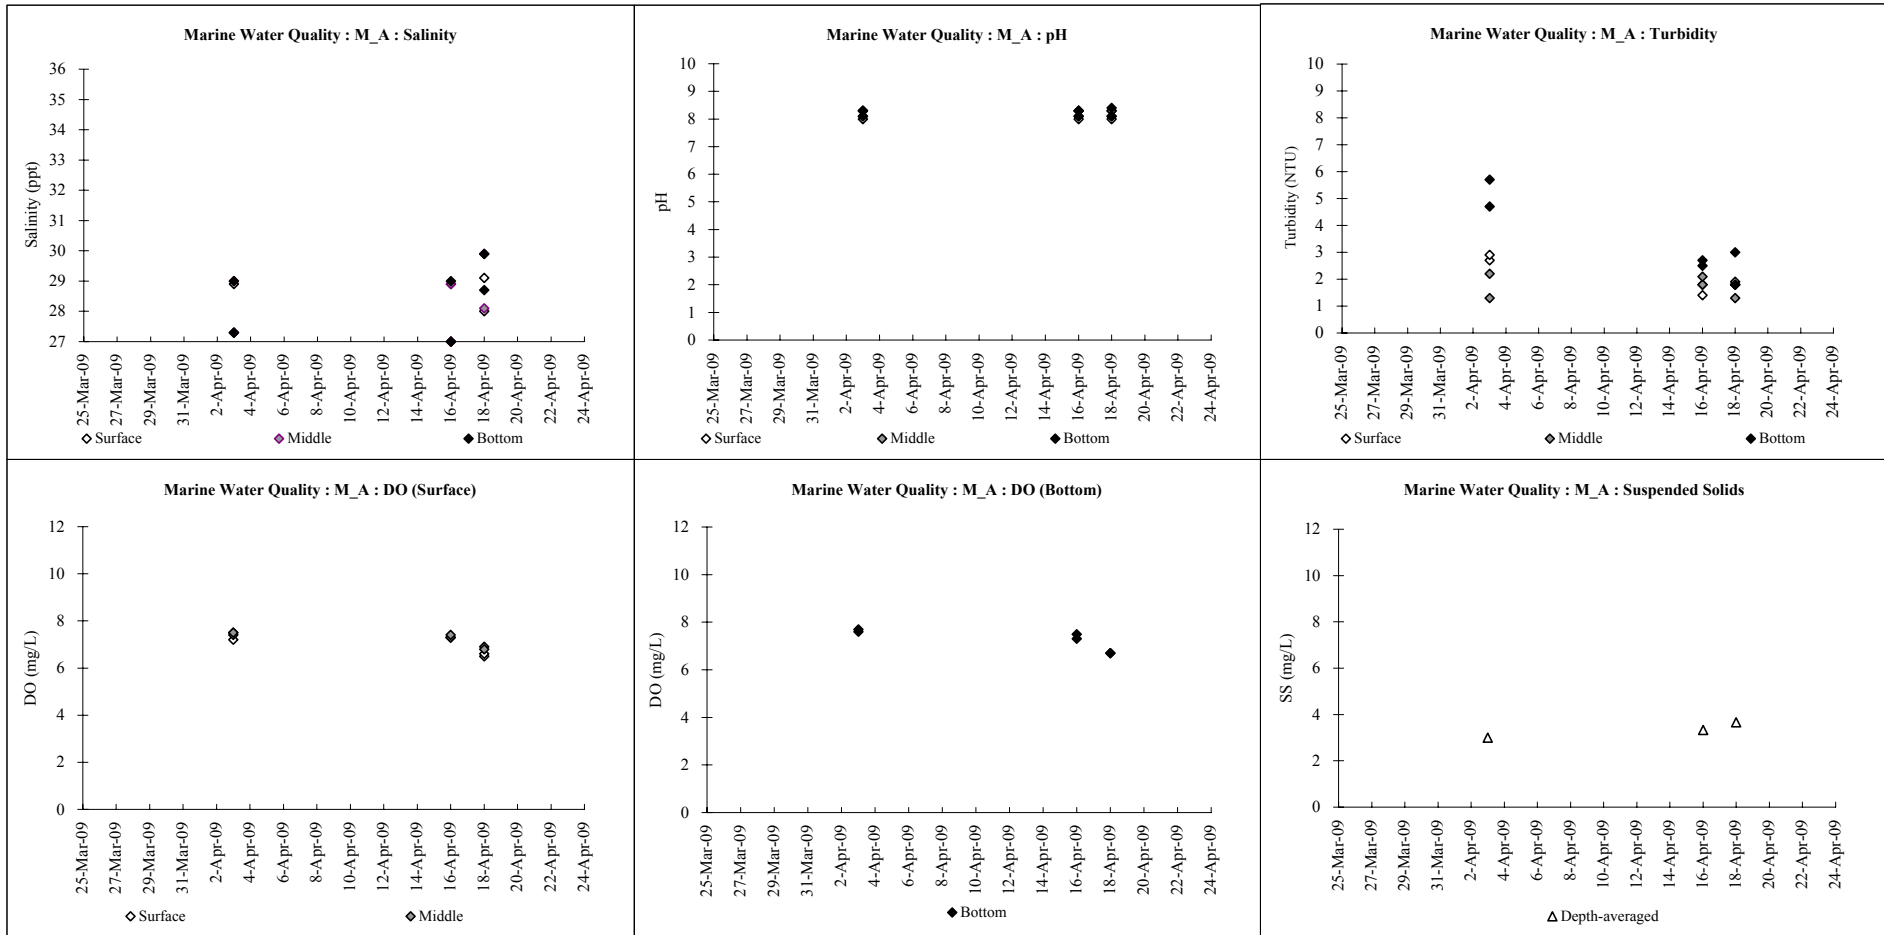 Marine Water Quality : M_A : Salinity
36
35
34
33
32
31
30
29
28
27
Salinity (ppt)
25-Mar-09
27-Mar-09
29-Mar-09
31-Mar-09
2-Apr-09
4-Apr-09
6-Apr-09
8-Apr-09
10-Apr-09
12-Apr-09
14-Apr-09
16-Apr-09
18-Apr-09
20-Apr-09
22-Apr-09
24-Apr-09
Surface Middle Bottom
Marine Water Quality : M_A : pH
10
9
8
7
6
5
4
3
2
1
0
pH
25-Mar-09
27-Mar-09
29-Mar-09
31-Mar-09
2-Apr-09
4-Apr-09
6-Apr-09
8-Apr-09
10-Apr-09
12-Apr-09
14-Apr-09
16-Apr-09
18-Apr-09
20-Apr-09
22-Apr-09
24-Apr-09
Surface Middle Bottom
Marine Water Quality : M_A : Turbidity
10
9
8
7
6
5
4
3
2
1
0
Turbidity (NTU)
25-Mar-09
27-Mar-09
29-Mar-09
31-Mar-09
2-Apr-09
4-Apr-09
6-Apr-09
8-Apr-09
10-Apr-09
12-Apr-09
14-Apr-09
16-Apr-09
18-Apr-09
20-Apr-09
22-Apr-09
24-Apr-09
Surface Middle Bottom
Marine Water Quality : M_A : DO (Surface)
12
10
8
6
4
2
0
DO (mg/L)
25-Mar-09
27-Mar-09
29-Mar-09
31-Mar-09
2-Apr-09
4-Apr-09
6-Apr-09
8-Apr-09
10-Apr-09
12-Apr-09
14-Apr-09
16-Apr-09
18-Apr-09
20-Apr-09
22-Apr-09
24-Apr-09
Surface Middle
Marine Water Quality : M_A : DO (Bottom)
12
10
8
6
4
2
0
DO (mg/L)
25-Mar-09
27-Mar-09
29-Mar-09
31-Mar-09
2-Apr-09
4-Apr-09
6-Apr-09
8-Apr-09
10-Apr-09
12-Apr-09
14-Apr-09
16-Apr-09
18-Apr-09
20-Apr-09
22-Apr-09
24-Apr-09
Bottom
Marine Water Quality : M_A : Suspended Solids
12
10
8
6
4
2
0
SS (mg/L)
25-Mar-09
27-Mar-09
29-Mar-09
31-Mar-09
2-Apr-09
4-Apr-09
6-Apr-09
8-Apr-09
10-Apr-09
12-Apr-09
14-Apr-09
16-Apr-09
18-Apr-09
20-Apr-09
22-Apr-09
24-Apr-09
Depth-averaged